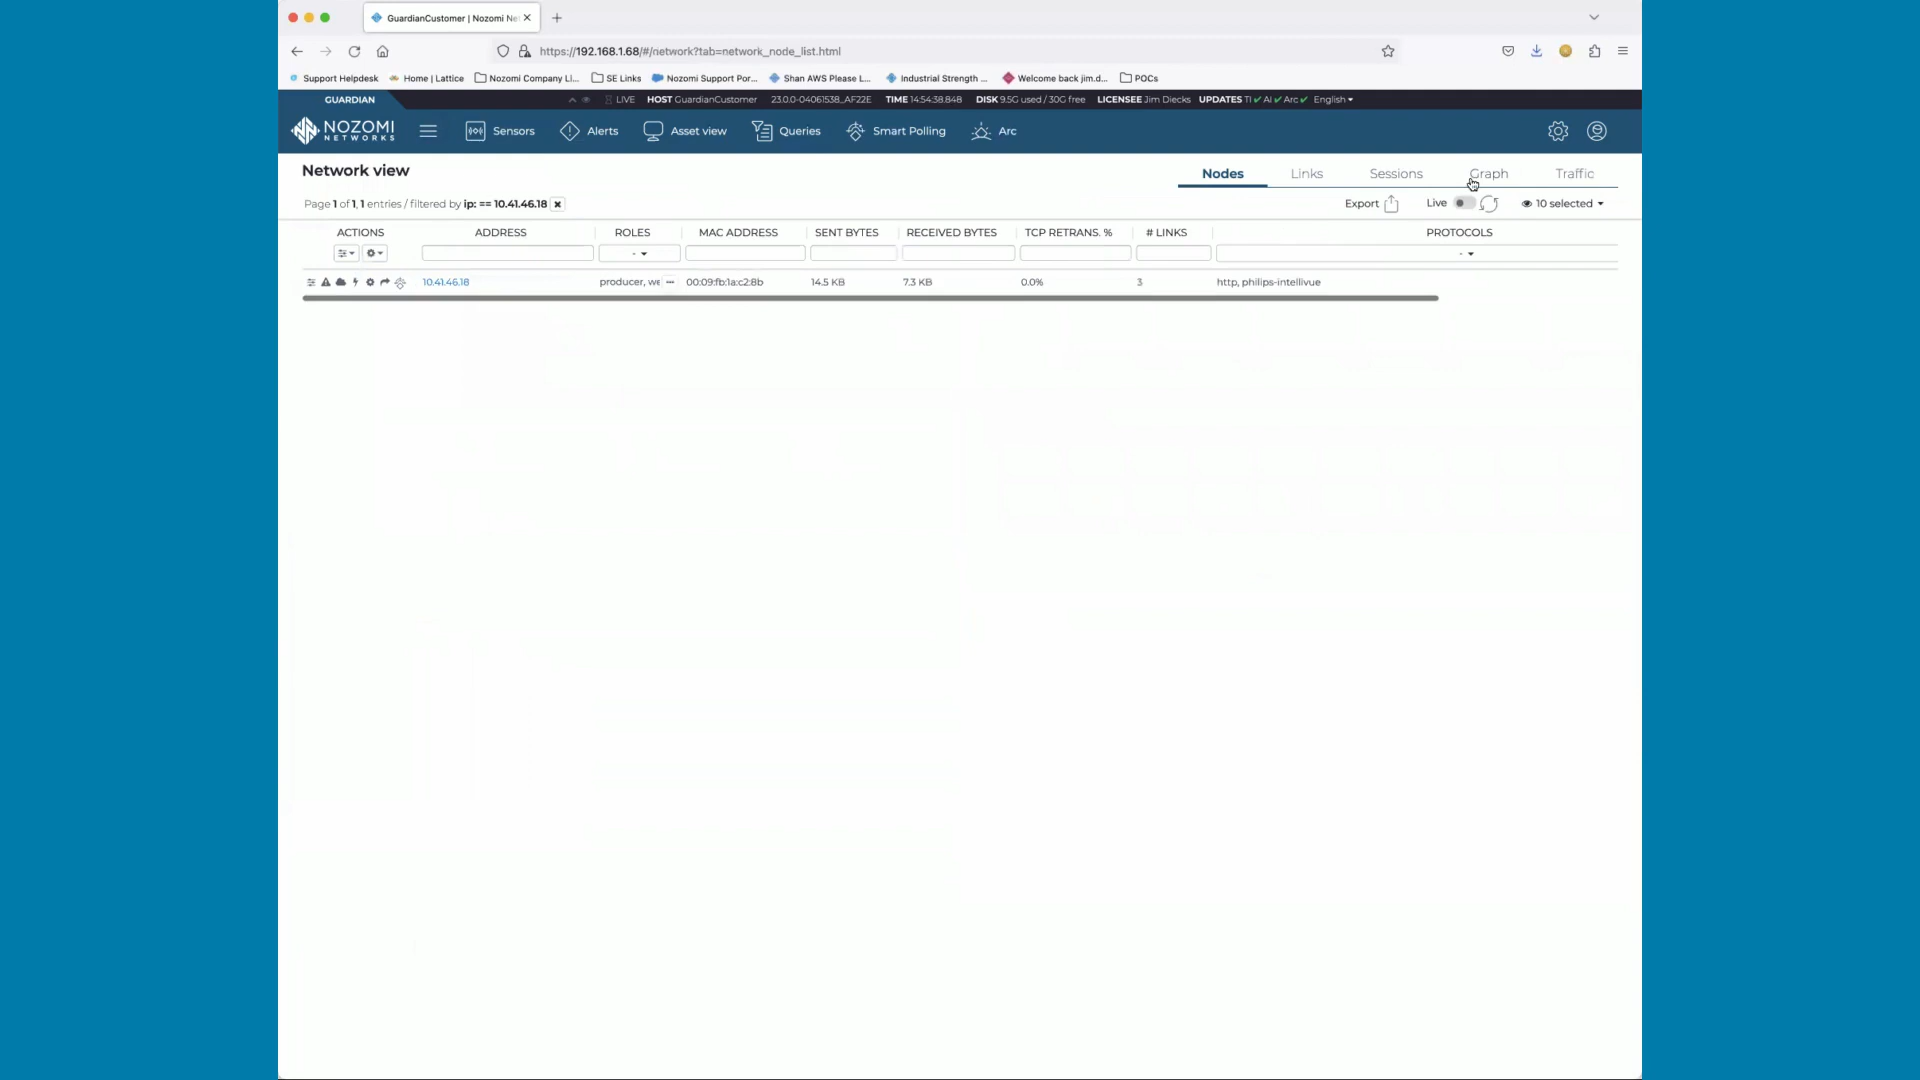 GuardianCustomer | Nozomi Ne
https://192.168.1.68/#/network?tab=network_node_list.html
Support Helpdesk Home | Lattice Nozomi Company Li... SE Links Nozomi Support Por... Shan AWS Please L... Industrial Strength ... Welcome back jim.d... POCs
GUARDIAN LIVE HOST GuardianCustomer 23.0.0-04061538_AF22E TIME 14:54:38.848 DISK 9.5G used / 30G free LICENSEE Jim Diecks UPDATES TI ✔ AI ✔ Arc ✔ English
NOZOMI NETWORKS Sensors Alerts Asset view Queries Smart Polling Arc
Network view Nodes Links Sessions Graph Traffic
Page 1 of 1, 1 entries / filtered by ip: == 10.41.46.18 Export Live 10 selected
ACTIONS ADDRESS ROLES MAC ADDRESS SENT BYTES RECEIVED BYTES TCP RETRANS. % # LINKS PROTOCOLS
- -
10.41.46.18 producer, we ... 00:09:fb:1a:c2:8b 14.5 KB 7.3 KB 0.0% 3 http, philips-intellivue